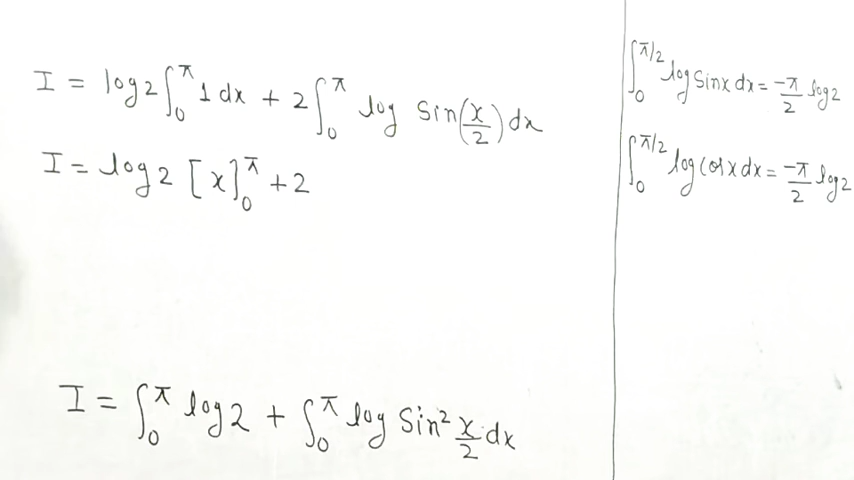 I = log2 ∫₀^π 1 dx + 2 ∫₀^π log sin(x/2) dx
I = log2 [x]₀^π + 2
I = ∫₀^π log2 + ∫₀^π log sin² x/2 dx
∫₀^π/2 log sinx dx = -π/2 log2
∫₀^π/2 log cosx dx = -π/2 log2